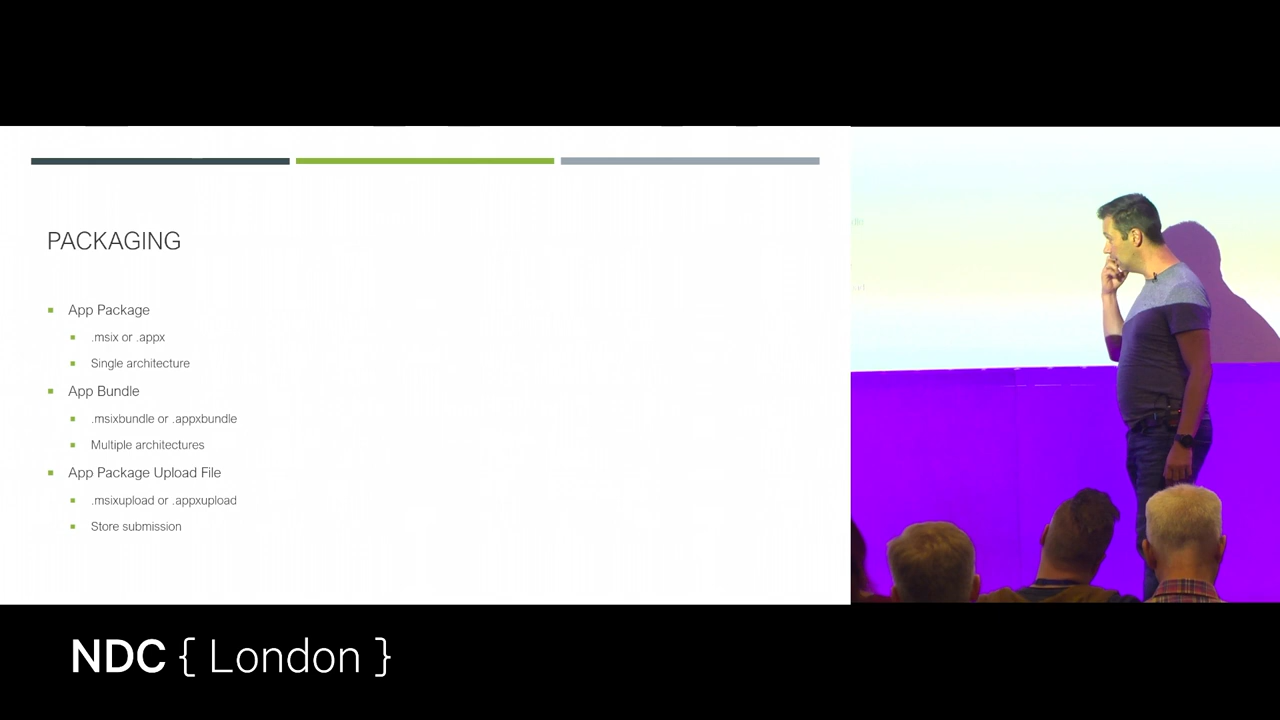 PACKAGING
App Package
.msix or .appx
Single architecture
App Bundle
.msixbundle or .appxbundle
Multiple architectures
App Package Upload File
.msixupload or .appxupload
Store submission
NDC { London }